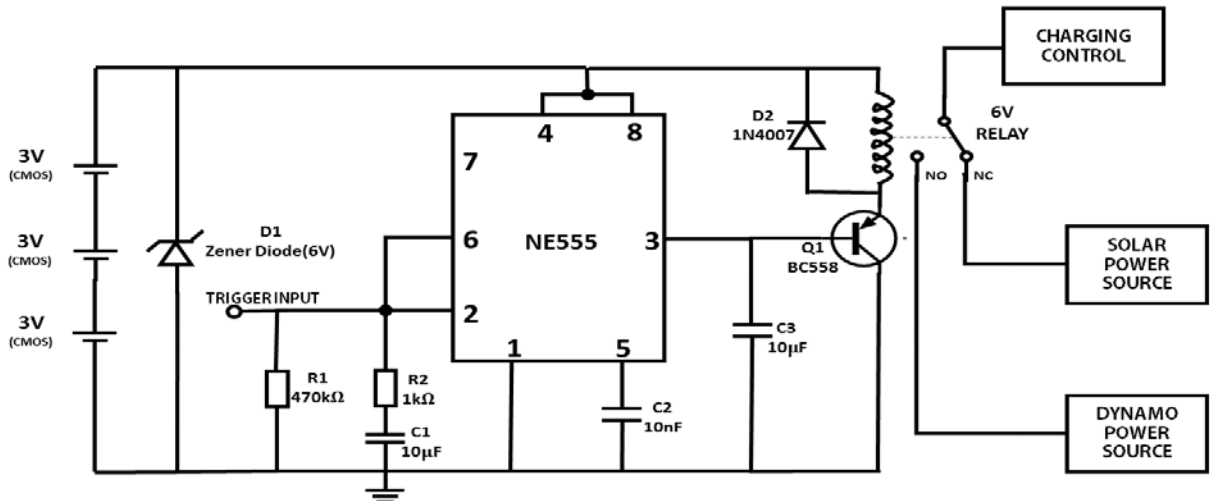 CHARGING
CONTROL
6V
RELAY
NO
NC
SOLAR
POWER
SOURCE
DYNAMO
POWER
SOURCE
3V
(CMOS)
3V
(CMOS)
3V
(CMOS)
D1
Zener Diode(6V)
TRIGGER INPUT
R1
470kΩ
R2
1kΩ
C1
10μF
4
8
7
6
NE555
3
2
1
5
C2
10nF
C3
10μF
D2
1N4007
Q1
BC558